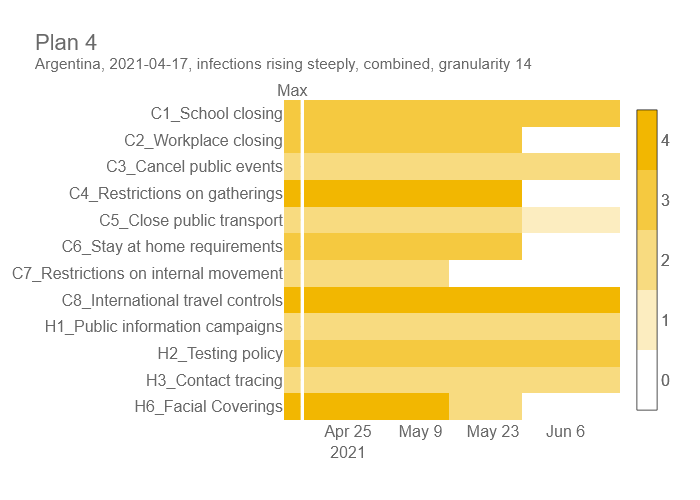 Plan 4
Argentina, 2021-04-17, infections rising steeply, combined, granularity 14
Max
C1_School closing
C2_Workplace closing
C3_Cancel public events
C4_Restrictions on gatherings
C5_Close public transport
C6_Stay at home requirements
C7_Restrictions on internal movement
C8_International travel controls
H1_Public information campaigns
H2_Testing policy
H3_Contact tracing
H6_Facial Coverings
Apr 25 May 9 May 23 Jun 6
2021
4
3
2
1
0